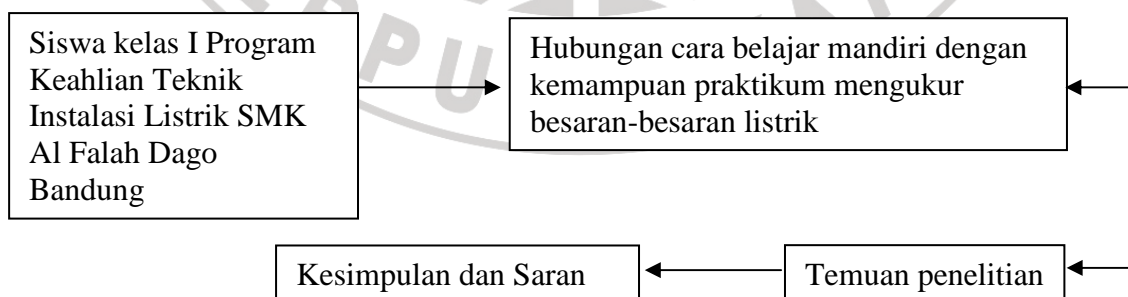 Siswa kelas I Program
Keahlian Teknik
Instalasi Listrik SMK
Al Falah Dago
Bandung
Hubungan cara belajar mandiri dengan
kemampuan praktikum mengukur
besaran-besaran listrik
Kesimpulan dan Saran
Temuan penelitian